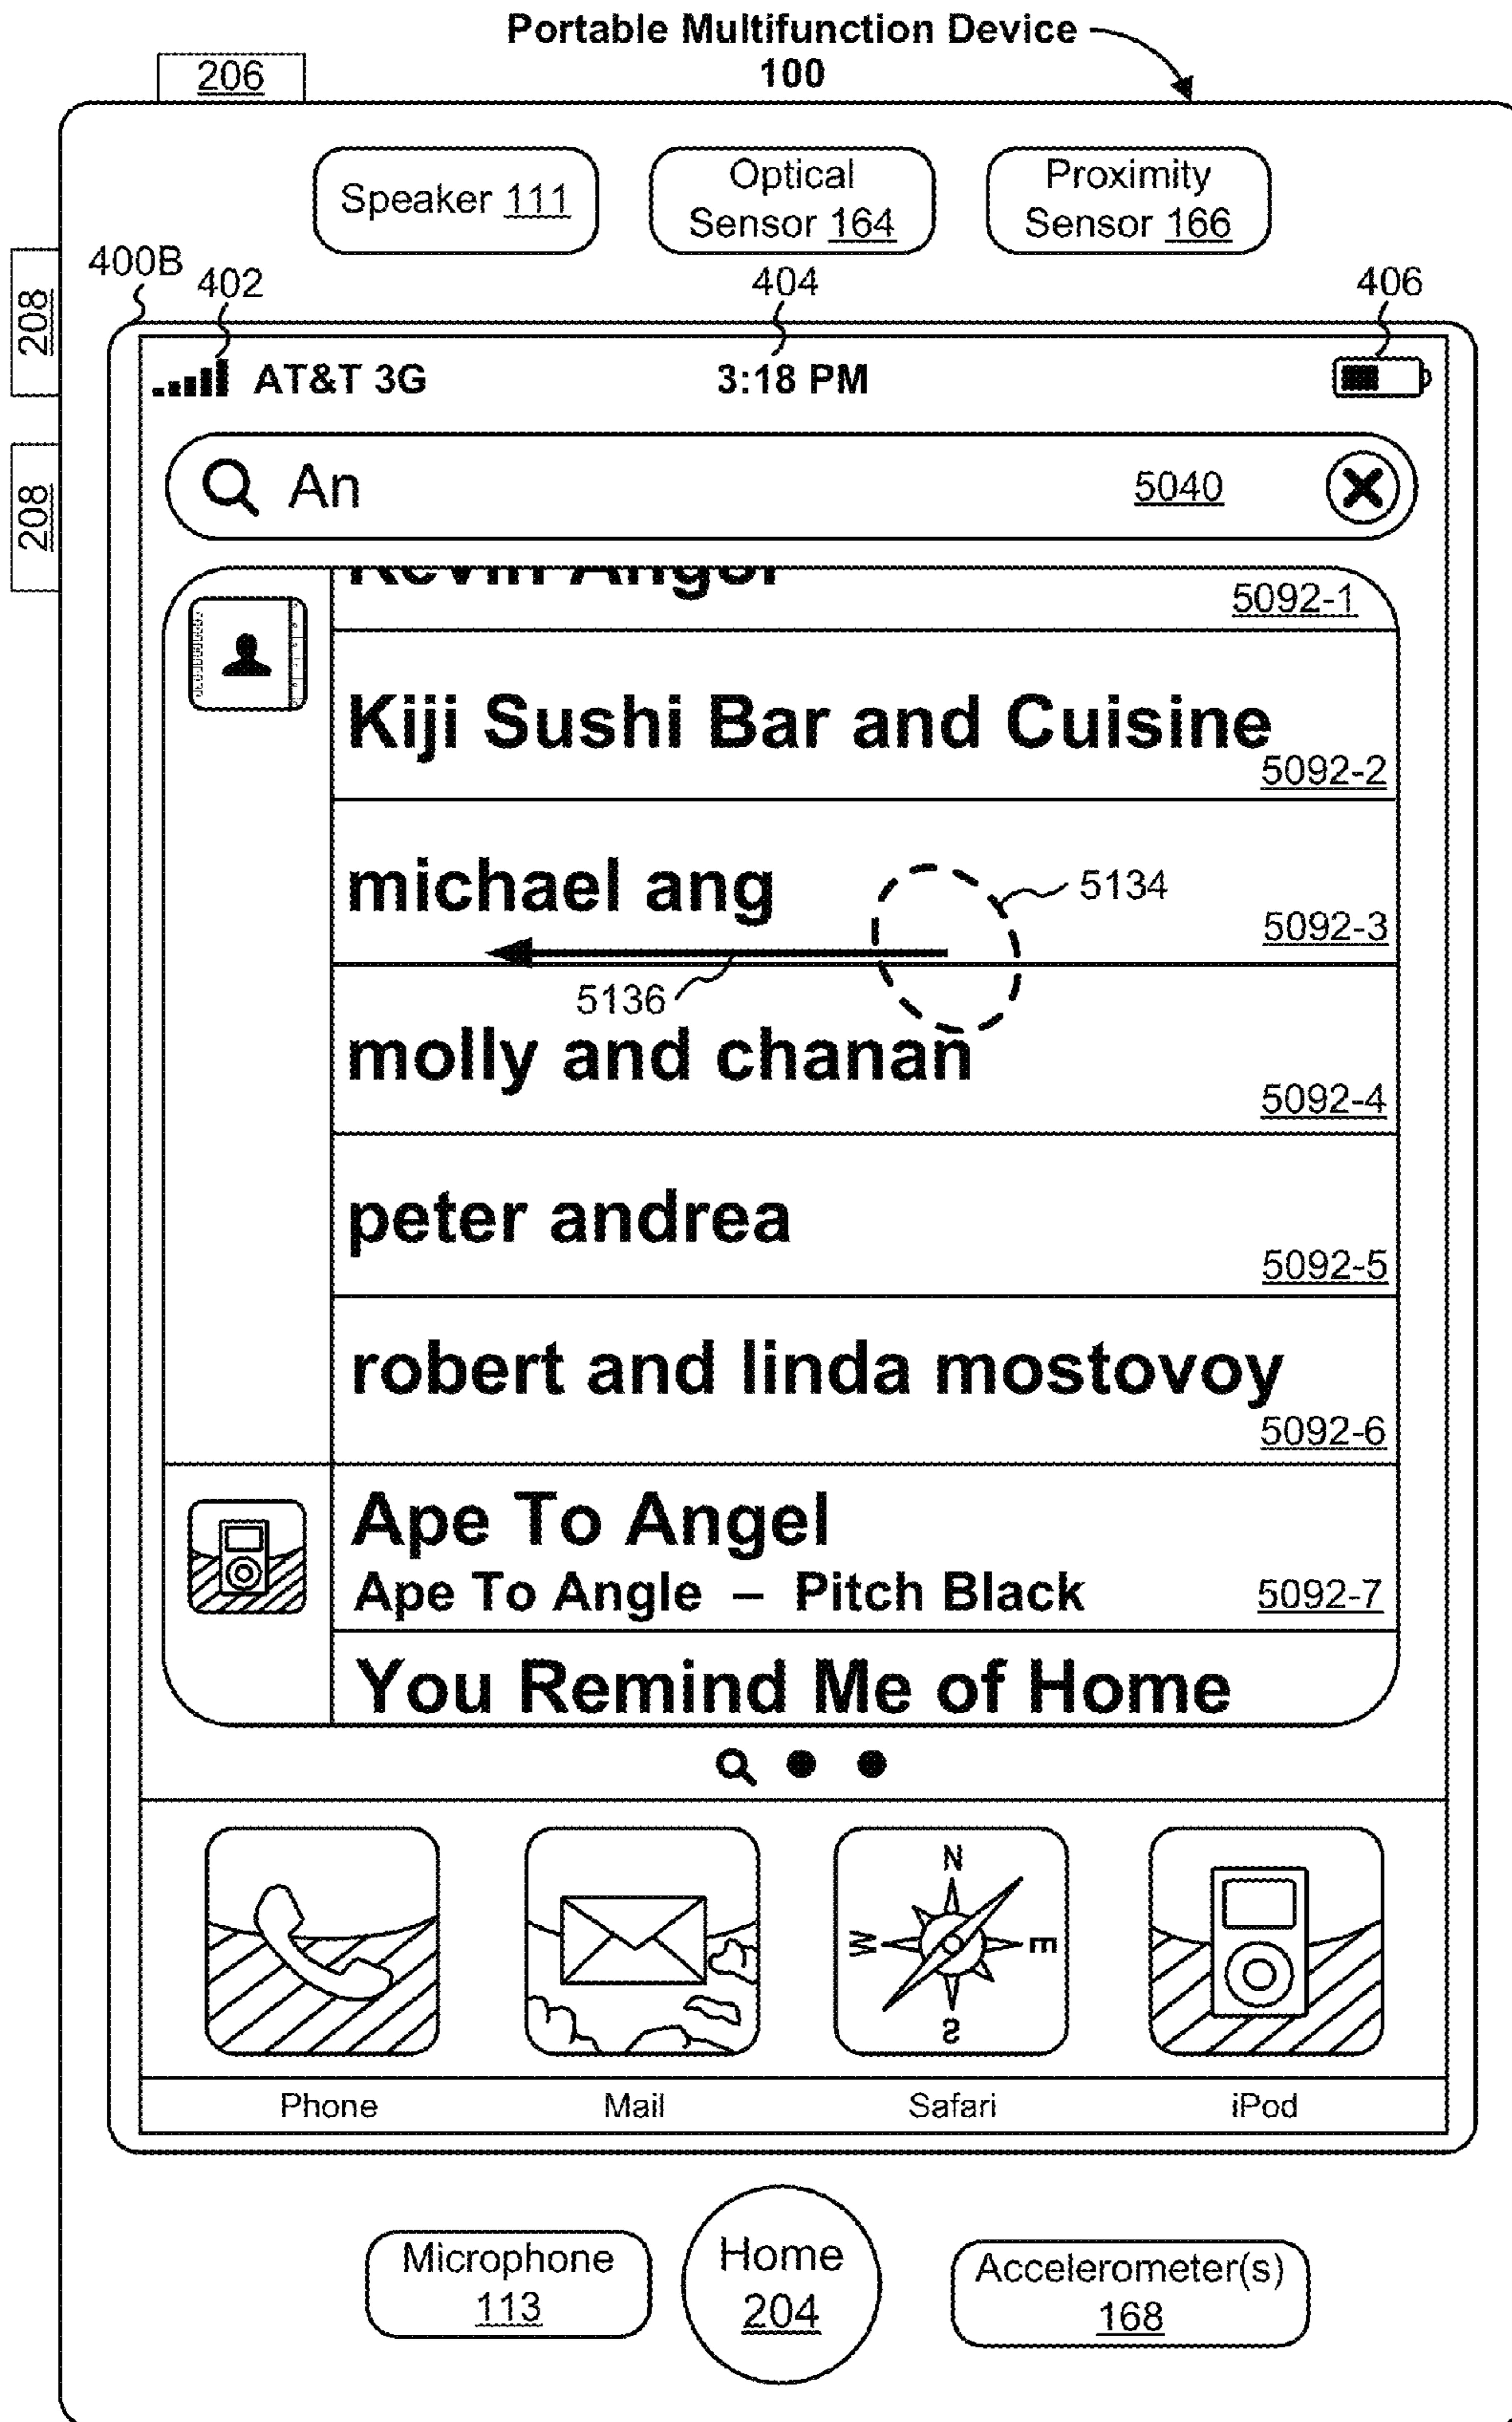 Portable Multifunction Device
100
206
Speaker 111
Optical
Sensor 164
Proximity
Sensor 166
208
208
400B
402
404
406
AT&T 3G
3:18 PM
An
5040
Kevin Angol
5092-1
Kiji Sushi Bar and Cuisine
5092-2
michael ang
5134
5092-3
5136
molly and chanan
5092-4
peter andrea
5092-5
robert and linda mostovoy
5092-6
Ape To Angel
Ape To Angle – Pitch Black
5092-7
You Remind Me of Home
N
W
E
S
Phone
Mail
Safari
iPod
Microphone
113
Home
204
Accelerometer(s)
168